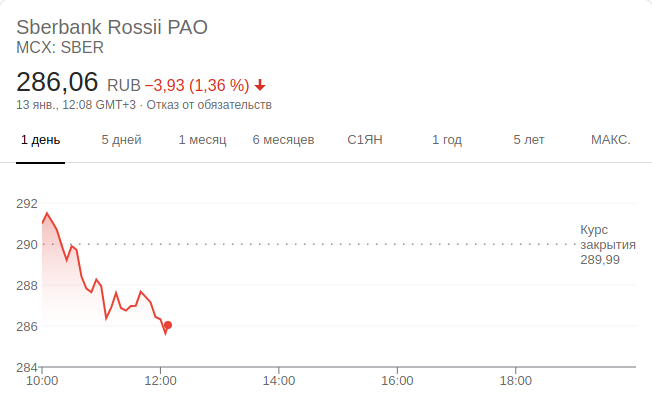 Sberbank Rossii PAO
MCX: SBER
286,06 RUB −3,93 (1,36 %)
13 янв., 12:08 GMT+3 · Отказ от обязательств
1 день 5 дней 1 месяц 6 месяцев С1ЯН 1 год 5 лет МАКС.
292
Курс
290 закрытия
289,99
288
286
284
10:00 12:00 14:00 16:00 18:00